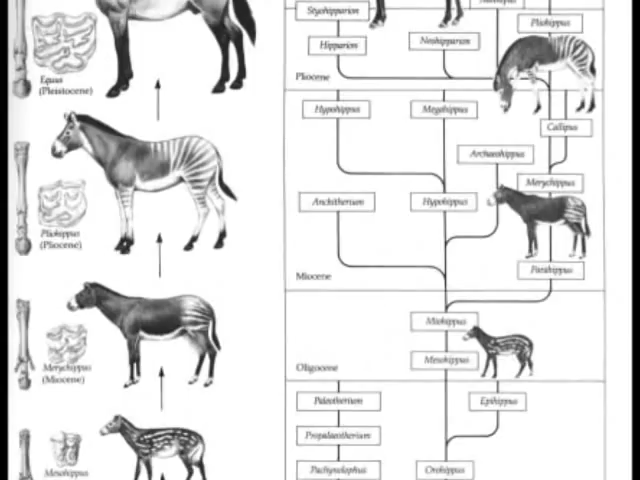 Equus
(Pleistocene)
Pliohippus
(Pliocene)
Merychippus
(Miocene)
Mesohippus
Stylohipparion
Pliohippus
Hipparion
Neohipparion
Pliocene
Hypohippus
Megahippus
Callipus
Archaeohippus
Merychippus
Anchitherium
Hypohippus
Miocene
Parahippus
Miohippus
Mesohippus
Oligocene
Paleotherium
Epihippus
Propalaeotherium
Pachynolophus
Orohippus